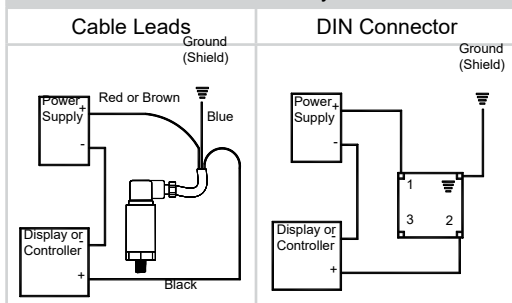 Cable Leads
DIN Connector
Ground
(Shield)
Ground
(Shield)
Red or Brown
Blue
Power
Supply
+
-
Power
Supply
+
-
1
3
2
Display or
Controller
-
+
Black
Display or
Controller
-
+